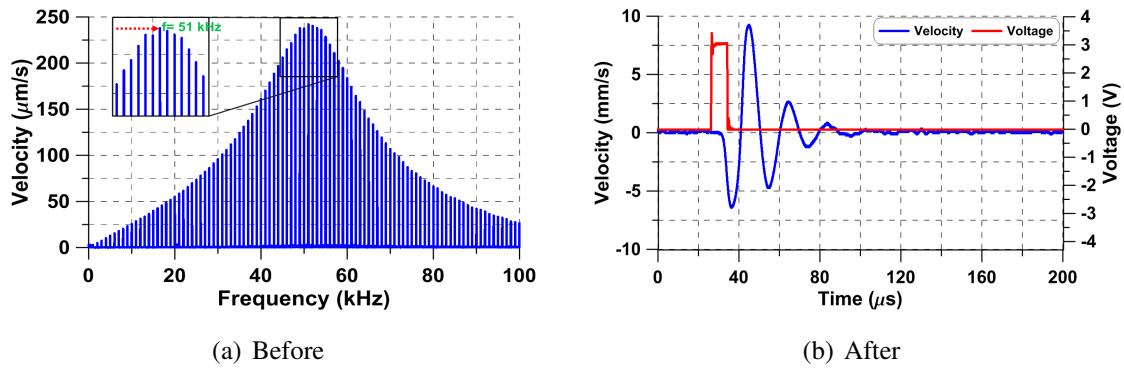 250
200
150
100
50
0
Velocity (μm/s)
f= 51 kHz
0 20 40 60 80 100
Frequency (kHz)
(a) Before
10
5
0
-5
-10
Velocity (mm/s)
Velocity Voltage
4
3
2
1
0
-1
-2
-3
-4
Voltage (V)
0 40 80 120 160 200
Time (μs)
(b) After